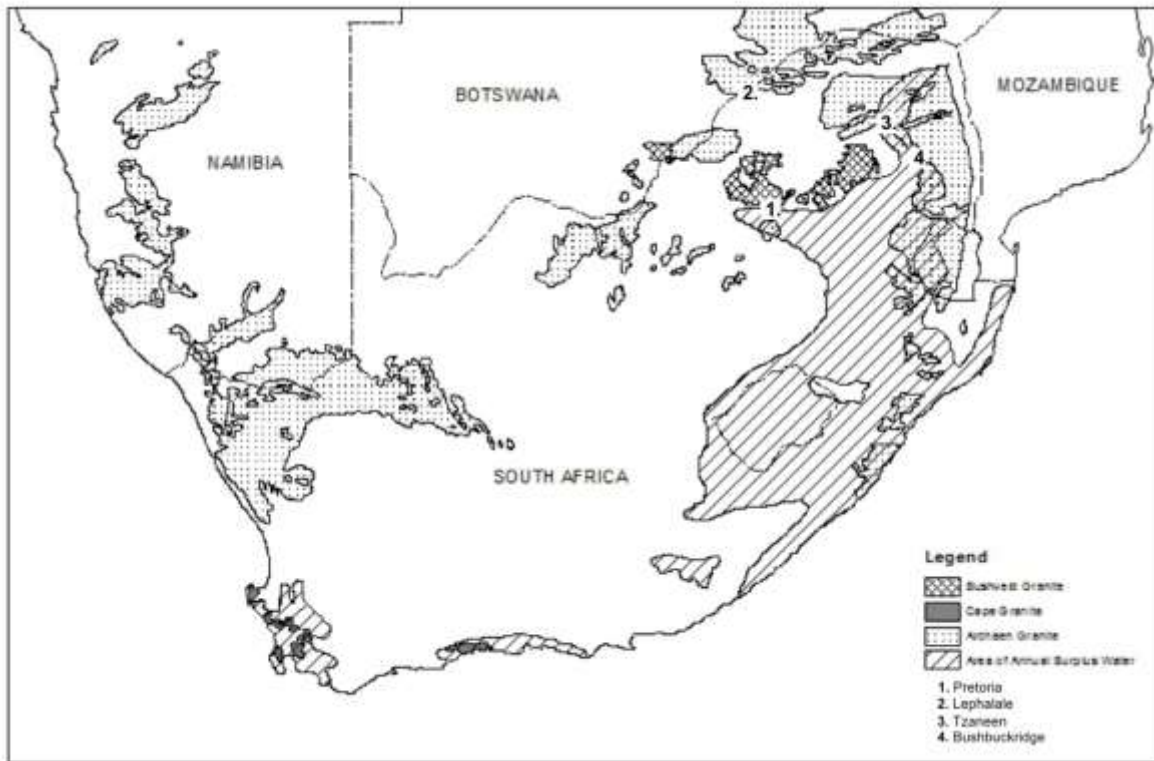 BOTSWANA
MOZAMBIQUE
2.
NAMIBIA
3.
4.
1.
SOUTH AFRICA
Legend
Bushveld Granite
Cape Granite
Archaen Granite
Area of Annual Surplus Water
1. Pretoria
2. Lephalale
3. Tzaneen
4. Bushbuckridge